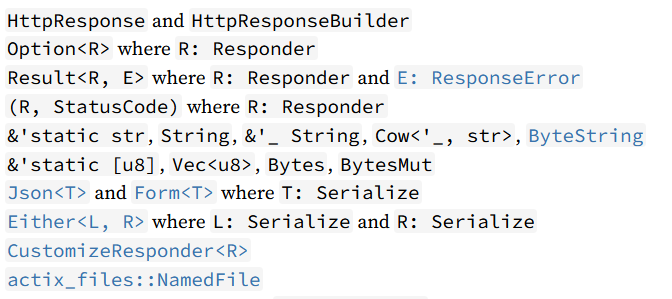 HttpResponse and HttpResponseBuilder
Option<R> where R: Responder
Result<R, E> where R: Responder and E: ResponseError
(R, StatusCode) where R: Responder
&'static str, String, &'_ String, Cow<'_, str>, ByteString
&'static [u8], Vec<u8>, Bytes, BytesMut
Json<T> and Form<T> where T: Serialize
Either<L, R> where L: Serialize and R: Serialize
CustomizeResponder<R>
actix_files::NamedFile